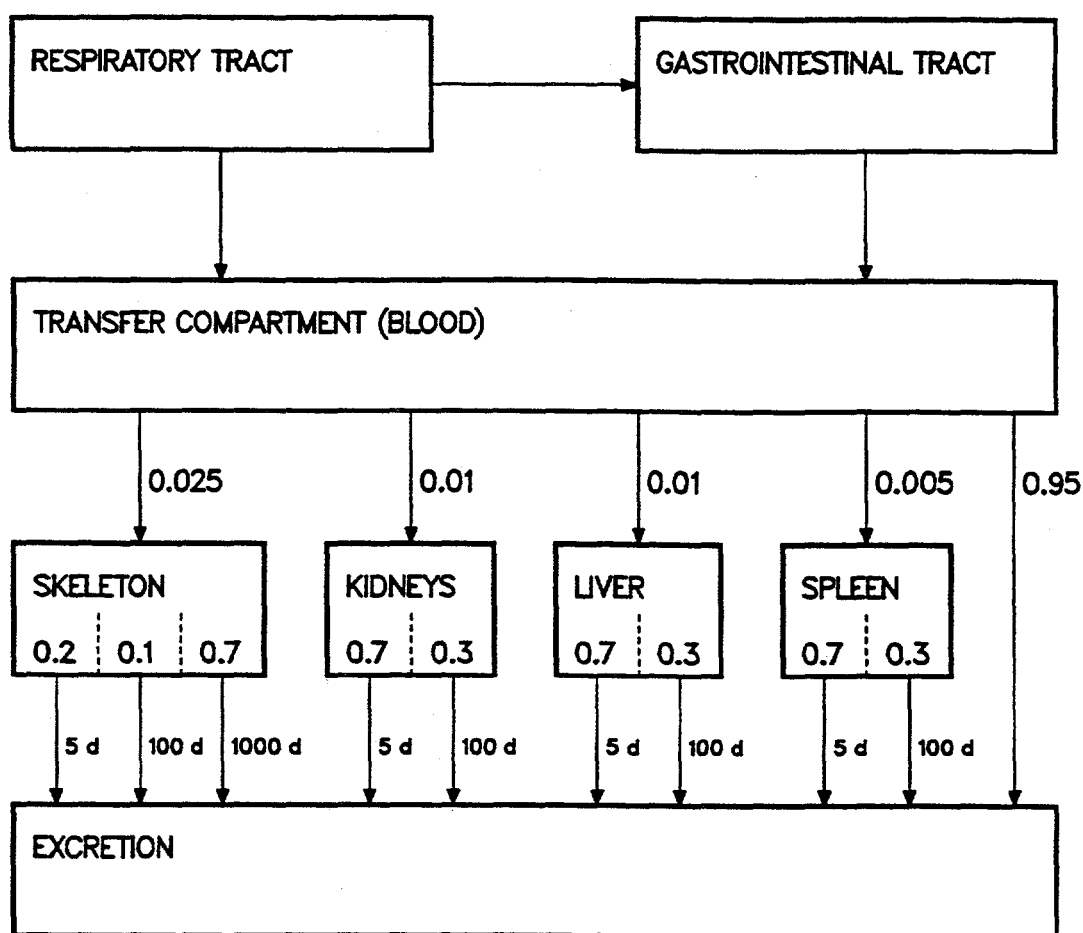 RESPIRATORY TRACT
GASTROINTESTINAL TRACT
TRANSFER COMPARTMENT (BLOOD)
0.025
0.01
0.01
0.005
0.95
SKELETON
KIDNEYS
LIVER
SPLEEN
0.2 0.1 0.7
0.7 0.3
0.7 0.3
0.7 0.3
5 d
100 d
1000 d
5 d
100 d
5 d
100 d
5 d
100 d
EXCRETION